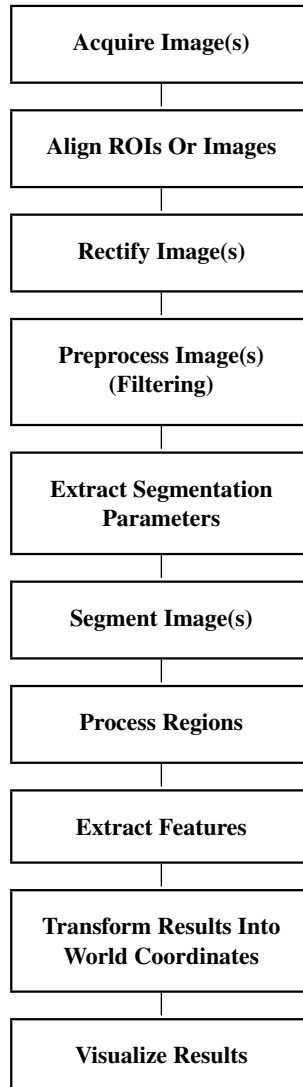 Acquire Image(s)
Align ROIs Or Images
Rectify Image(s)
Preprocess Image(s)
(Filtering)
Extract Segmentation
Parameters
Segment Image(s)
Process Regions
Extract Features
Transform Results Into
World Coordinates
Visualize Results